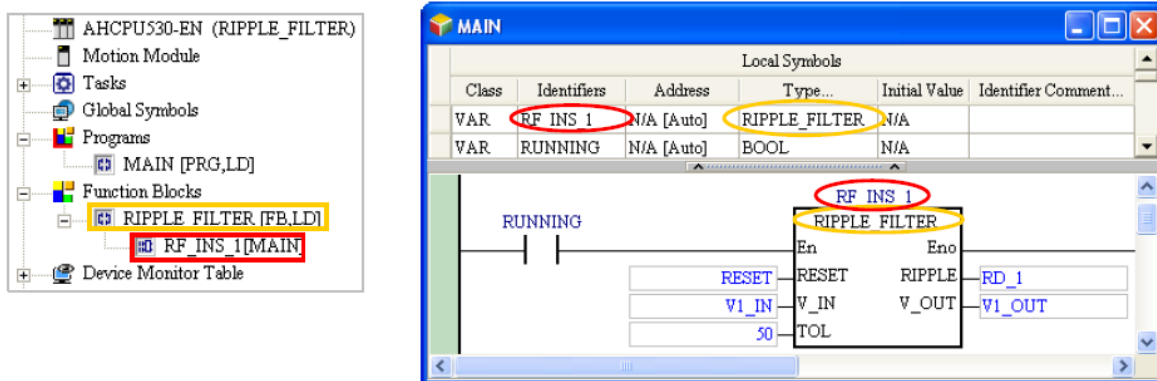 AHCPU530-EN (RIPPLE_FILTER)
Motion Module
Tasks
Global Symbols
Programs
MAIN [PRG,LD]
Function Blocks
RIPPLE_FILTER [FB,LD]
RF_INS_1 [MAIN]
Device Monitor Table
MAIN
Local Symbols
Class Identifiers Address Type... Initial Value Identifier Comment...
VAR RF_INS_1 N/A [Auto] RIPPLE_FILTER N/A
VAR RUNNING N/A [Auto] BOOL N/A
RF_INS_1
RUNNING RIPPLE_FILTER
En Eno
RESET RESET RIPPLE RD_1
V1_IN V_IN V_OUT V1_OUT
50 TOL